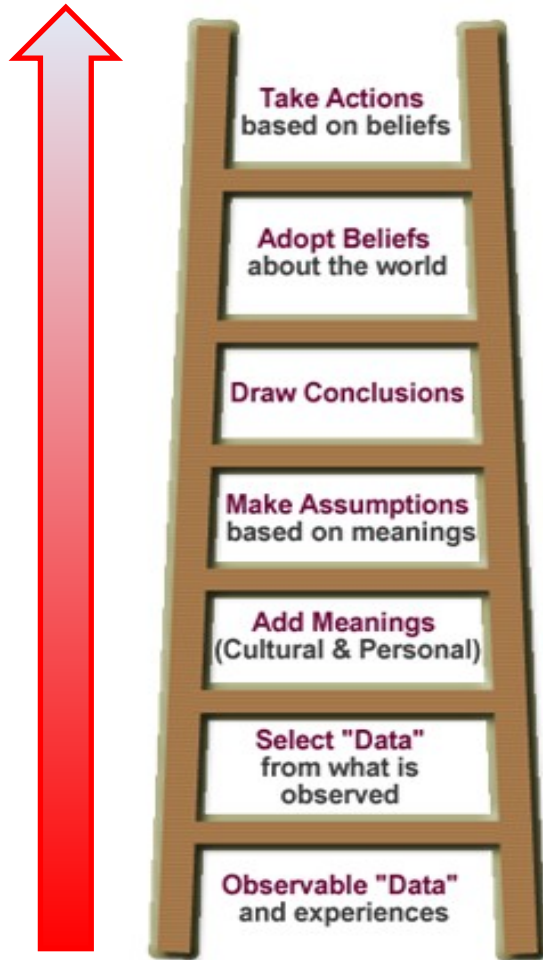 Take Actions
based on beliefs
Adopt Beliefs
about the world
Draw Conclusions
Make Assumptions
based on meanings
Add Meanings
(Cultural & Personal)
Select "Data"
from what is
observed
Observable "Data"
and experiences